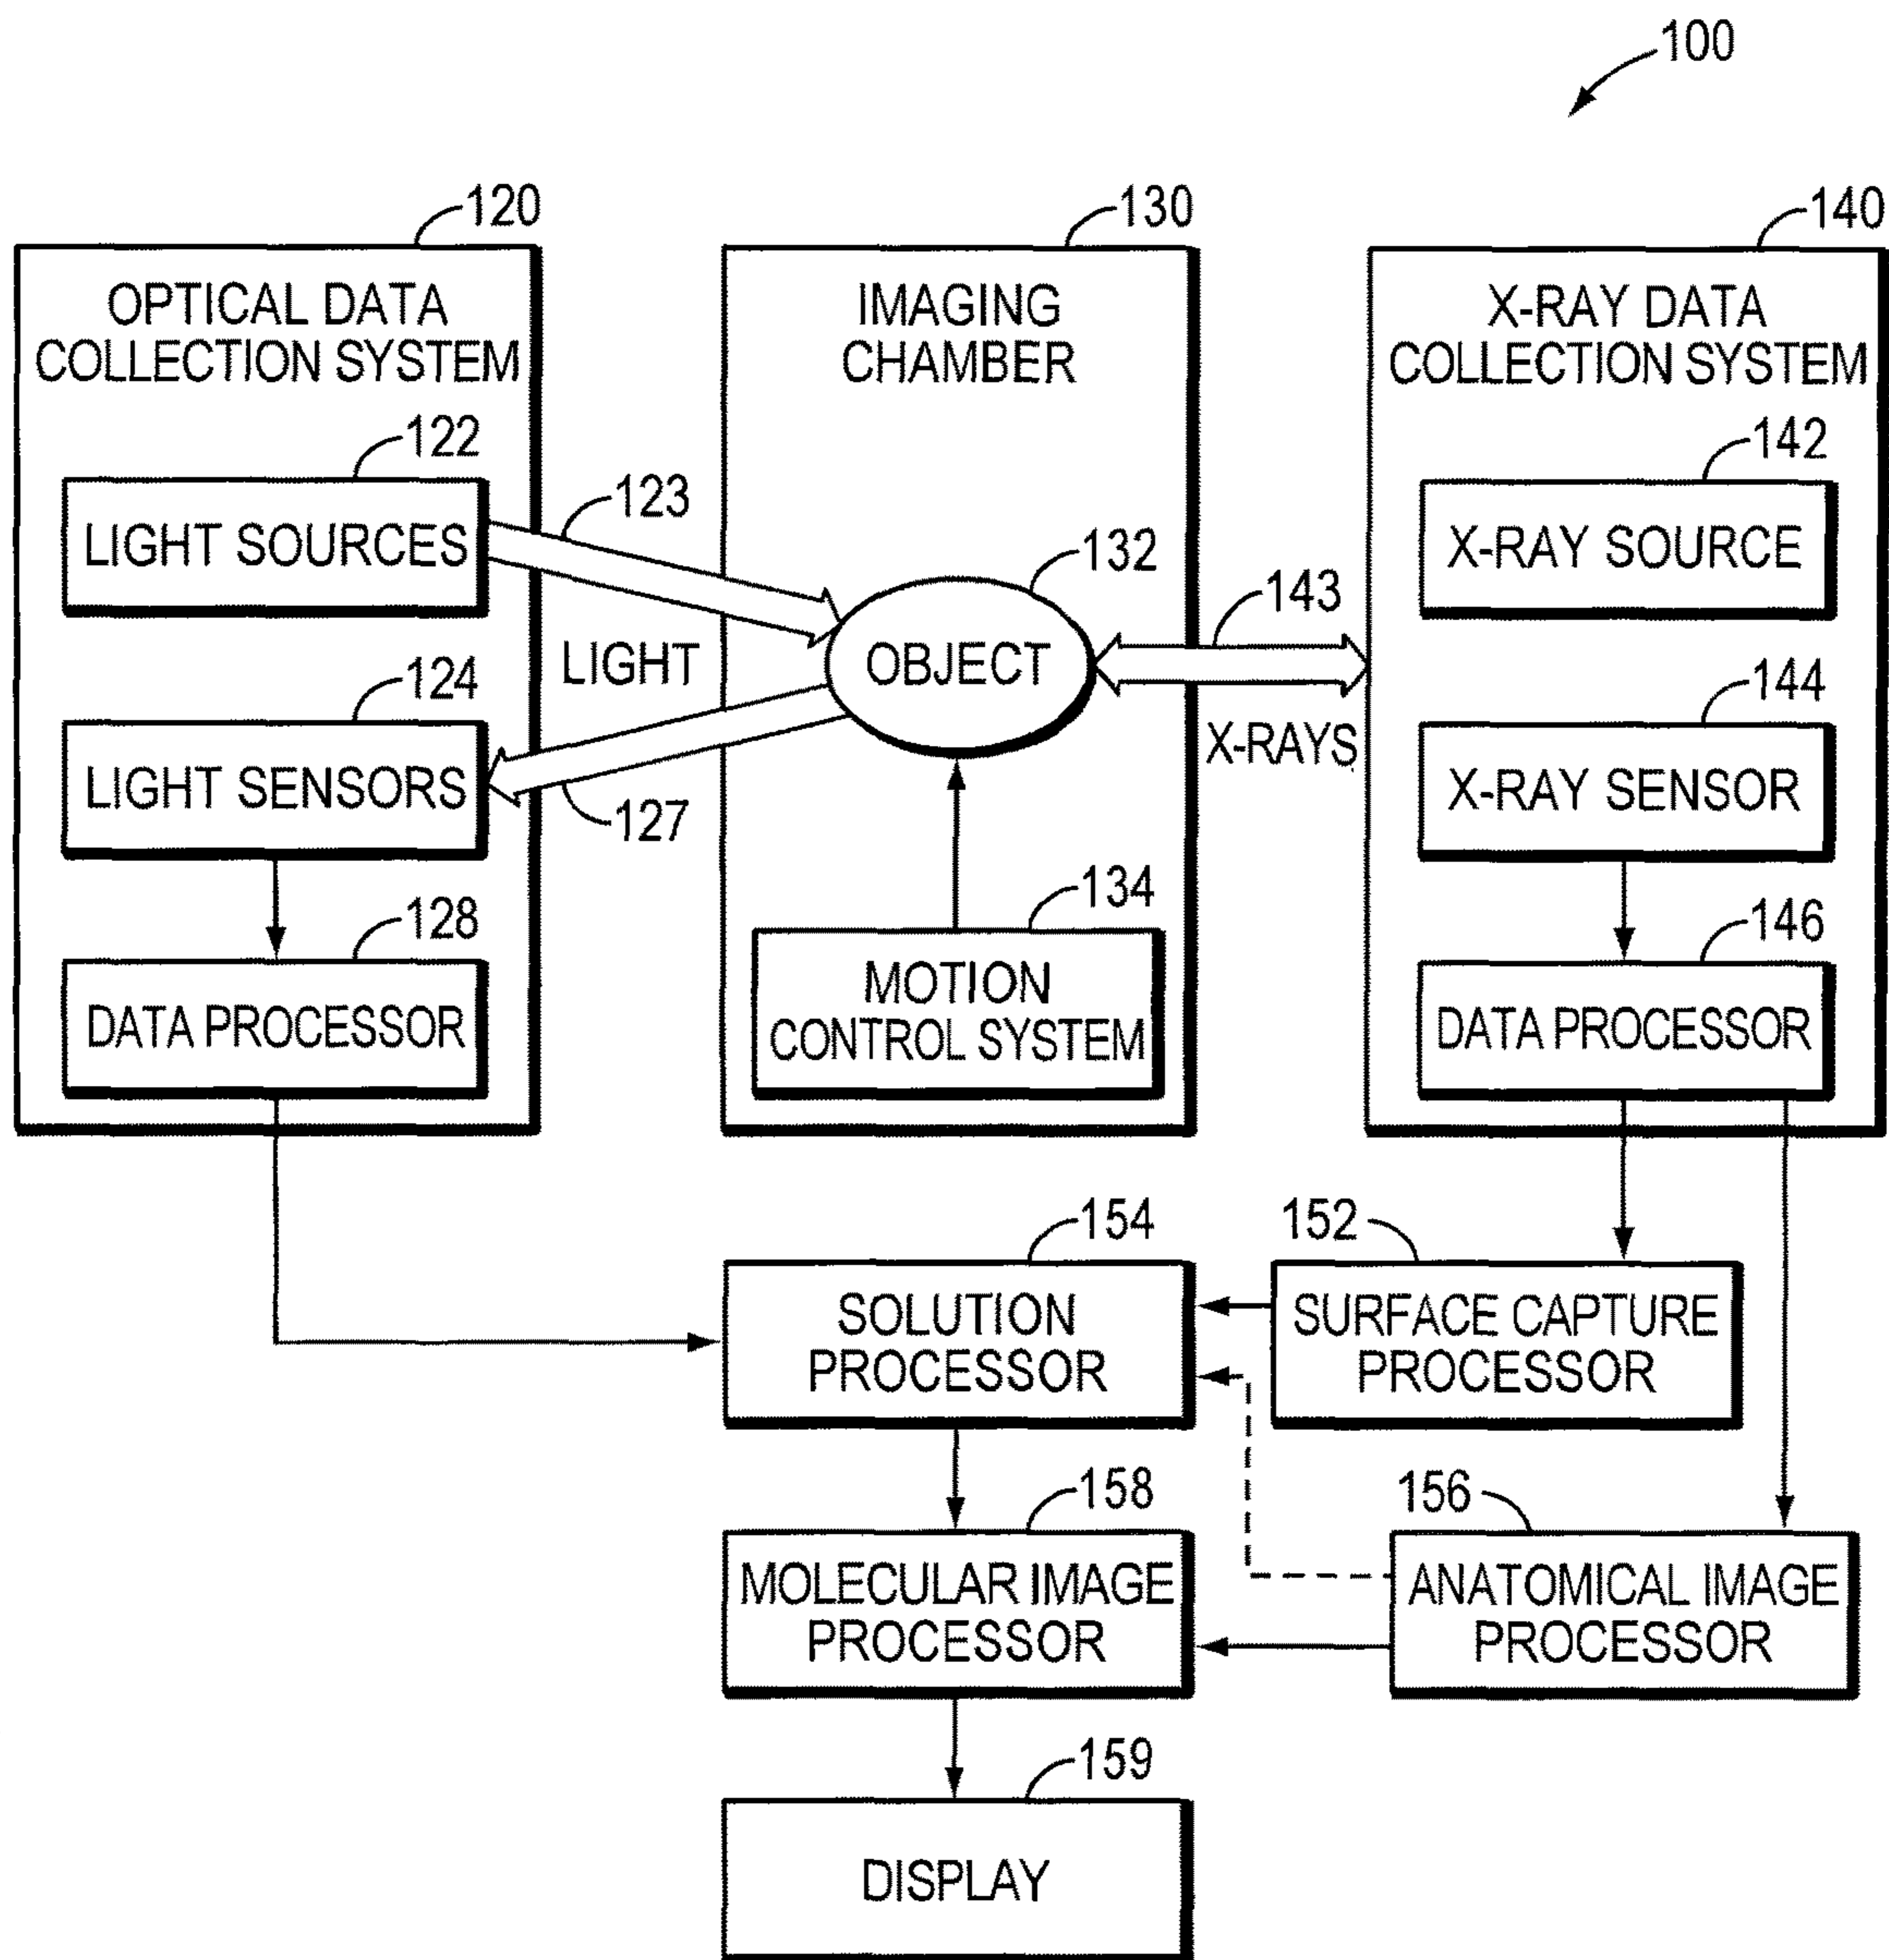 100
120
OPTICAL DATA
COLLECTION SYSTEM
122
LIGHT SOURCES
123
LIGHT
124
LIGHT SENSORS
127
128
DATA PROCESSOR
130
IMAGING
CHAMBER
132
OBJECT
134
MOTION
CONTROL SYSTEM
140
X-RAY DATA
COLLECTION SYSTEM
142
X-RAY SOURCE
143
X-RAYS
144
X-RAY SENSOR
146
DATA PROCESSOR
154
SOLUTION
PROCESSOR
152
SURFACE CAPTURE
PROCESSOR
158
MOLECULAR IMAGE
PROCESSOR
156
ANATOMICAL IMAGE
PROCESSOR
159
DISPLAY